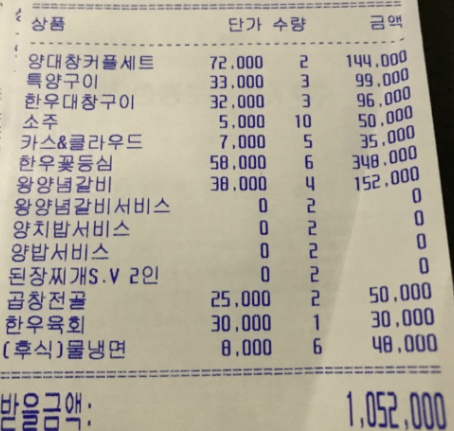 상품 단가 수량 금액
양대창커플세트 72,000 2 144,000
특양구이 33,000 3 99,000
한우대창구이 32,000 3 96,000
소주 5,000 10 50,000
카스&클라우드 7,000 5 35,000
한우꽃등심 58,000 6 348,000
왕양념갈비 38,000 4 152,000
왕양념갈비서비스 0 2 0
양치밥서비스 0 2 0
양밥서비스 0 2 0
된장찌개S.V 2인 0 2 0
곱창전골 25,000 2 50,000
한우육회 30,000 1 30,000
(후식)물냉면 8,000 6 48,000
받을금액: 1,052,000